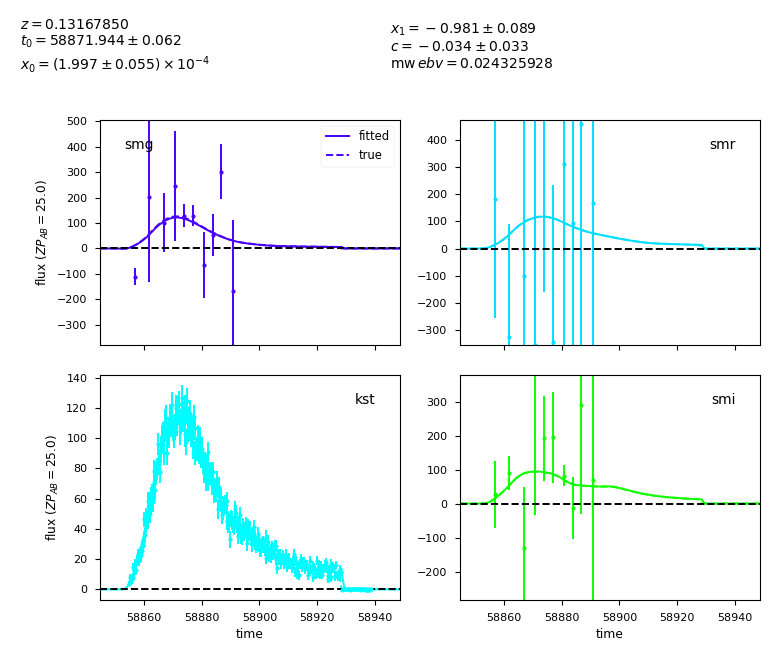 z = 0.13167850
t₀ = 58871.944 ± 0.062
x₀ = (1.997 ± 0.055) × 10⁻⁴
x₁ = −0.981 ± 0.089
c = −0.034 ± 0.033
mw ebv = 0.024325928
smg
fitted
true
500
400
300
200
100
0
−100
−200
−300
flux (ZP_AB = 25.0)
smr
400
300
200
100
0
−100
−200
−300
kst
140
120
100
80
60
40
20
0
flux (ZP_AB = 25.0)
58860 58880 58900 58920 58940
time
smi
300
200
100
0
−100
−200
58860 58880 58900 58920 58940
time